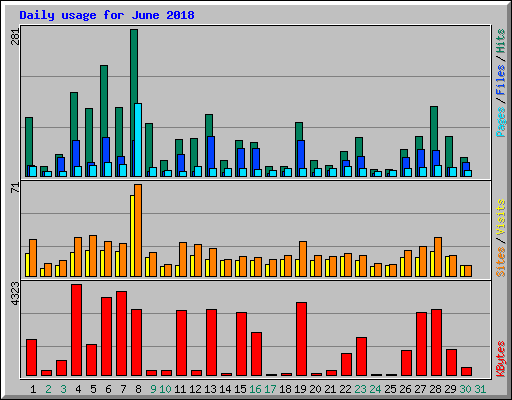 Daily usage for June 2018
281
71
4323
Pages / Files / Hits
Sites / Visits
KBytes
1 2 3 4 5 6 7 8 9 10 11 12 13 14 15 16 17 18 19 20 21 22 23 24 25 26 27 28 29 30 31